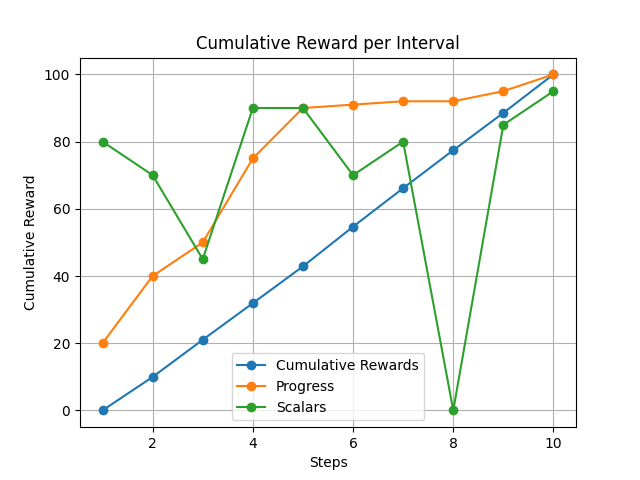 Cumulative Reward per Interval
Cumulative Reward
100
80
60
40
20
0
Cumulative Rewards
Progress
Scalars
2 4 6 8 10
Steps